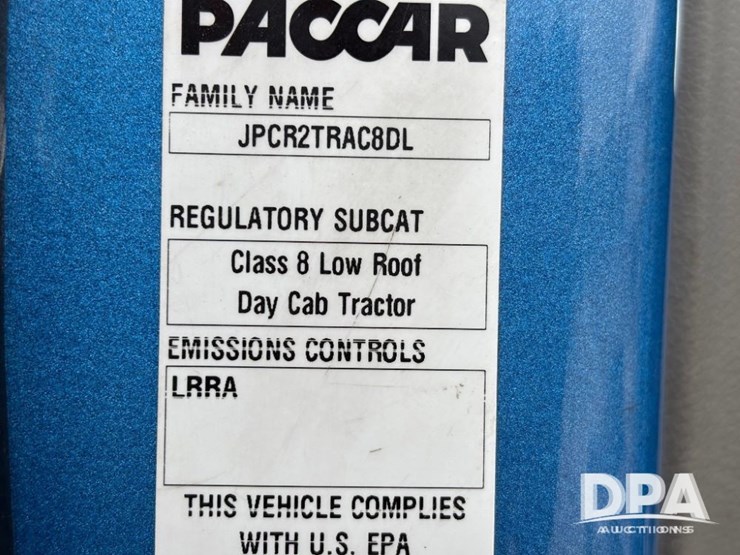 PACCAR
FAMILY NAME
JPCR2TRAC8DL
REGULATORY SUBCAT
Class 8 Low Roof
Day Cab Tractor
EMISSIONS CONTROLS
LRRA
THIS VEHICLE COMPLIES
WITH U.S. EPA
DPA
AUCTIONS